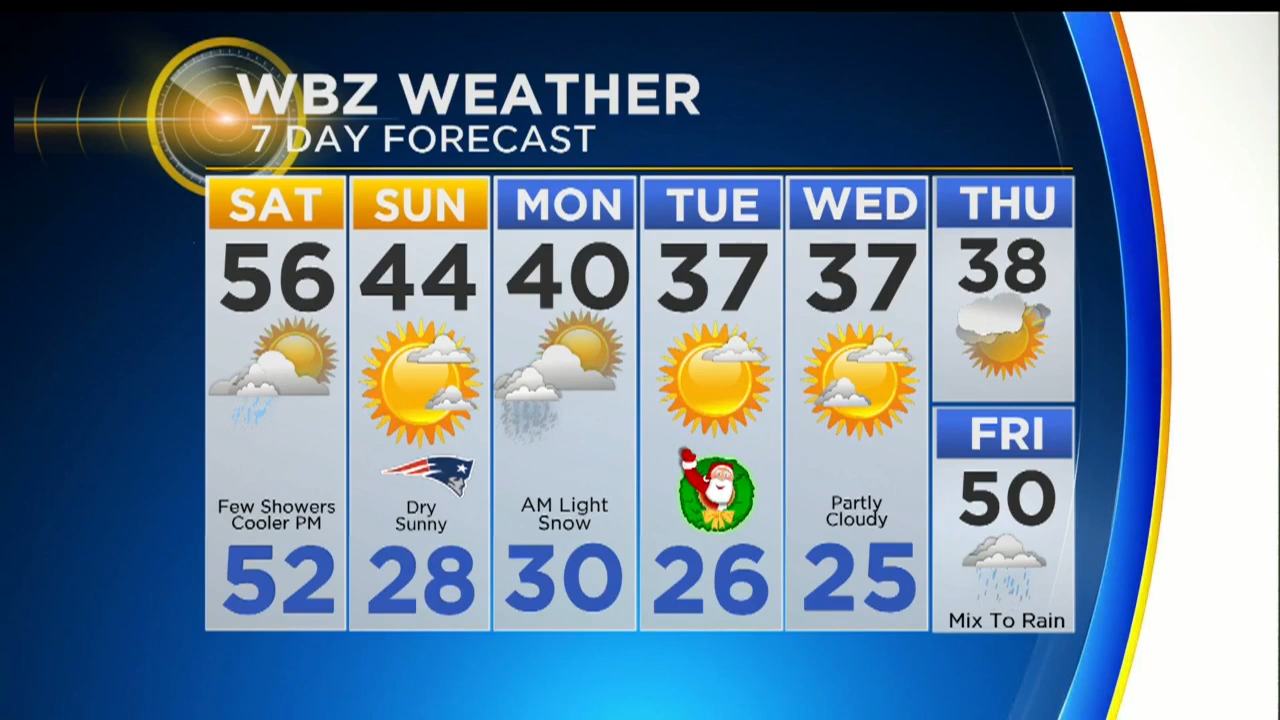 WBZ WEATHER
7 DAY FORECAST
SAT
56
Few Showers
Cooler PM
52
SUN
44
Dry
Sunny
28
MON
40
AM Light
Snow
30
TUE
37
26
WED
37
Partly
Cloudy
25
THU
38
FRI
50
Mix To Rain